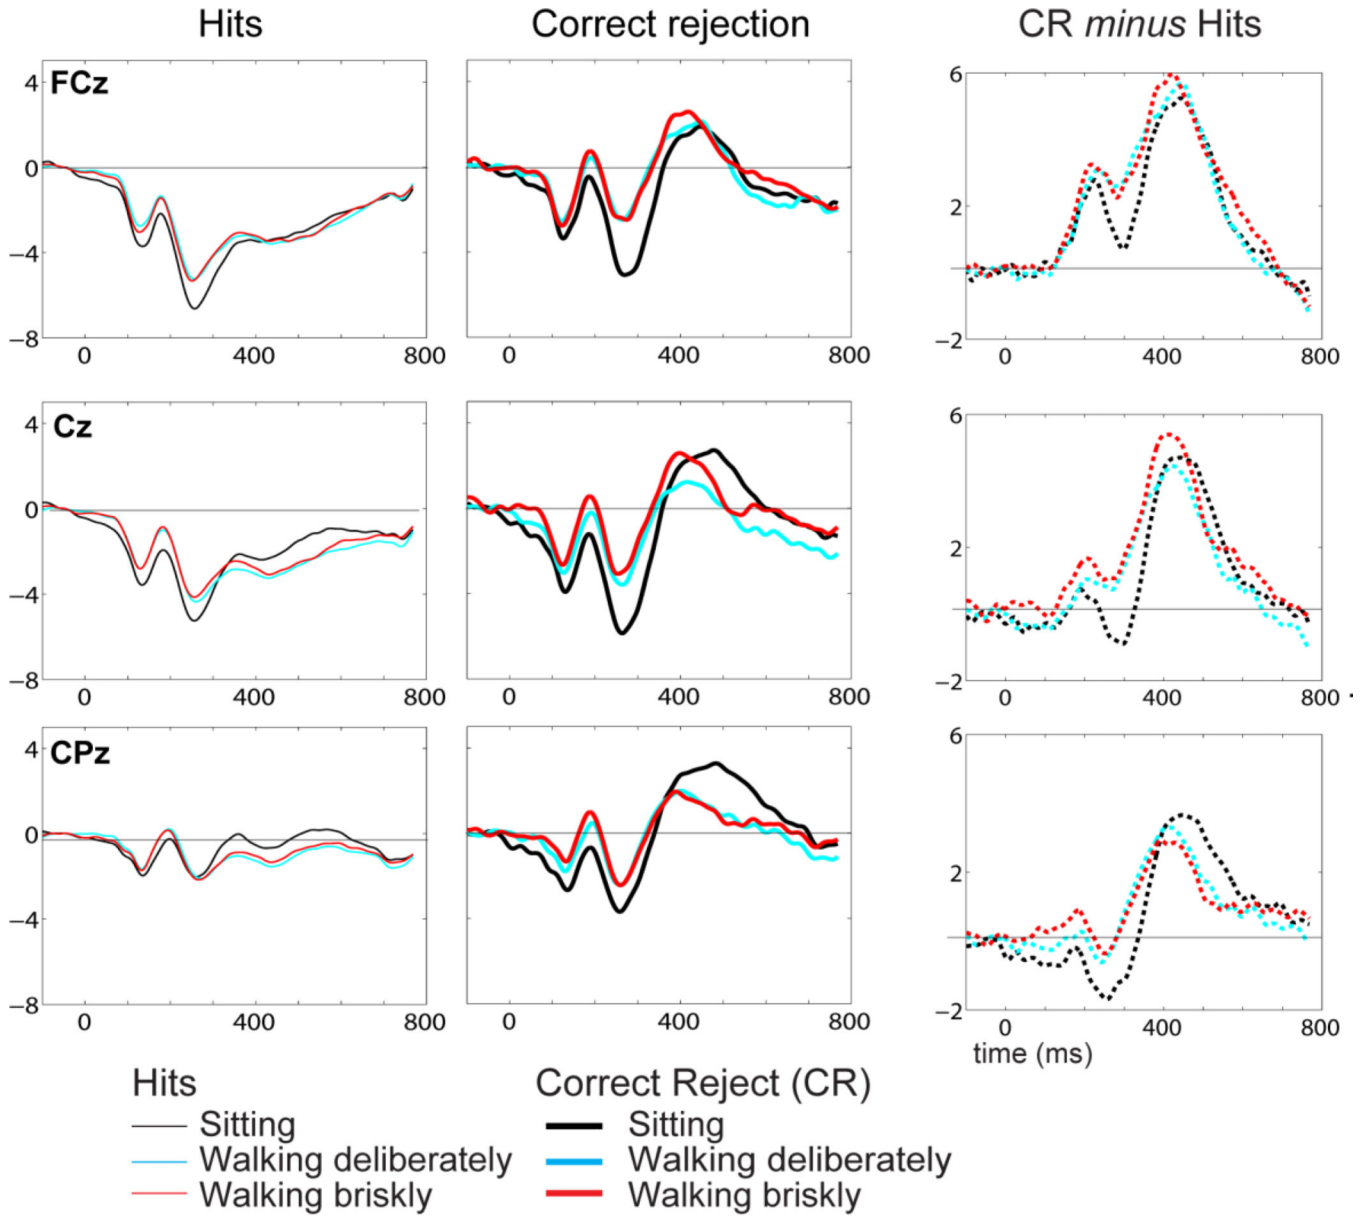 Hits Correct rejection CR minus Hits
FCz
4
0
−4
−8
0 400 800
0 400 800
6
2
−2
0 400 800
Cz
4
0
−4
−8
0 400 800
0 400 800
6
2
−2
0 400 800
CPz
4
0
−4
−8
0 400 800
0 400 800
6
2
−2
0 400 800
time (ms)
Hits
Sitting
Walking deliberately
Walking briskly
Correct Reject (CR)
Sitting
Walking deliberately
Walking briskly